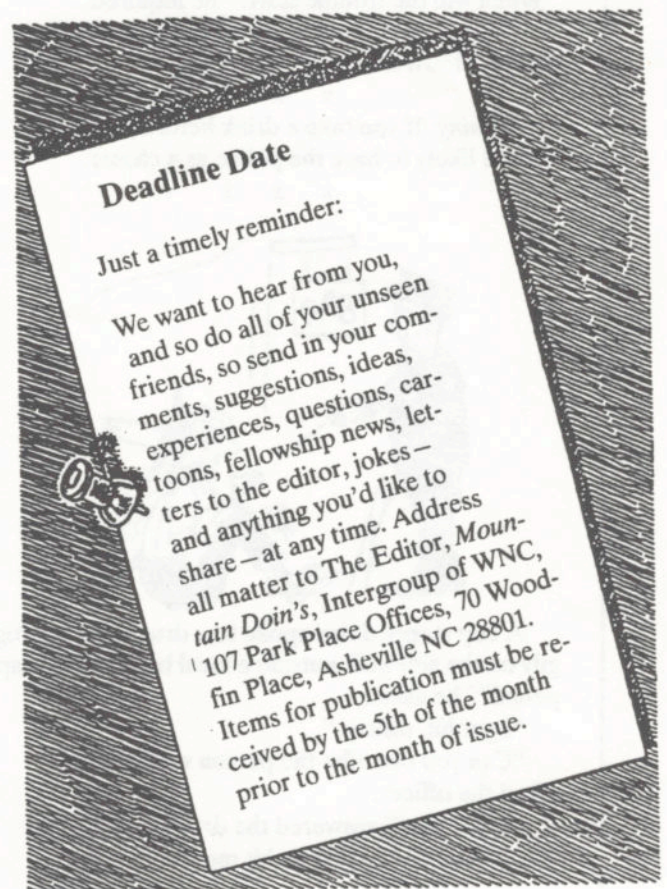 Deadline Date
Just a timely reminder:
We want to hear from you,
and so do all of your unseen
friends, so send in your com-
ments, suggestions, ideas,
experiences, questions, car-
toons, fellowship news, let-
ters to the editor, jokes –
and anything you'd like to
share – at any time. Address
all matter to The Editor, Moun-
tain Doin's, Intergroup of WNC,
107 Park Place Offices, 70 Wood-
fin Place, Asheville NC 28801.
Items for publication must be re-
ceived by the 5th of the month
prior to the month of issue.